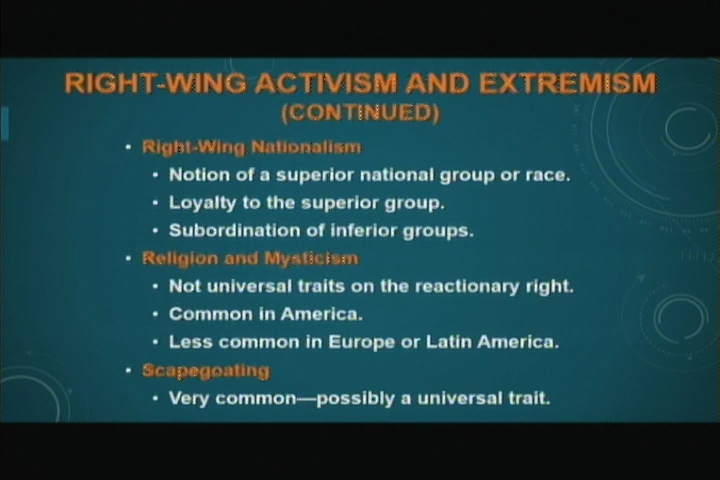 RIGHT-WING ACTIVISM AND EXTREMISM
(CONTINUED)
• Right-Wing Nationalism
• Notion of a superior national group or race.
• Loyalty to the superior group.
• Subordination of inferior groups.
• Religion and Mysticism
• Not universal traits on the reactionary right.
• Common in America.
• Less common in Europe or Latin America.
• Scapegoating
• Very common—possibly a universal trait.